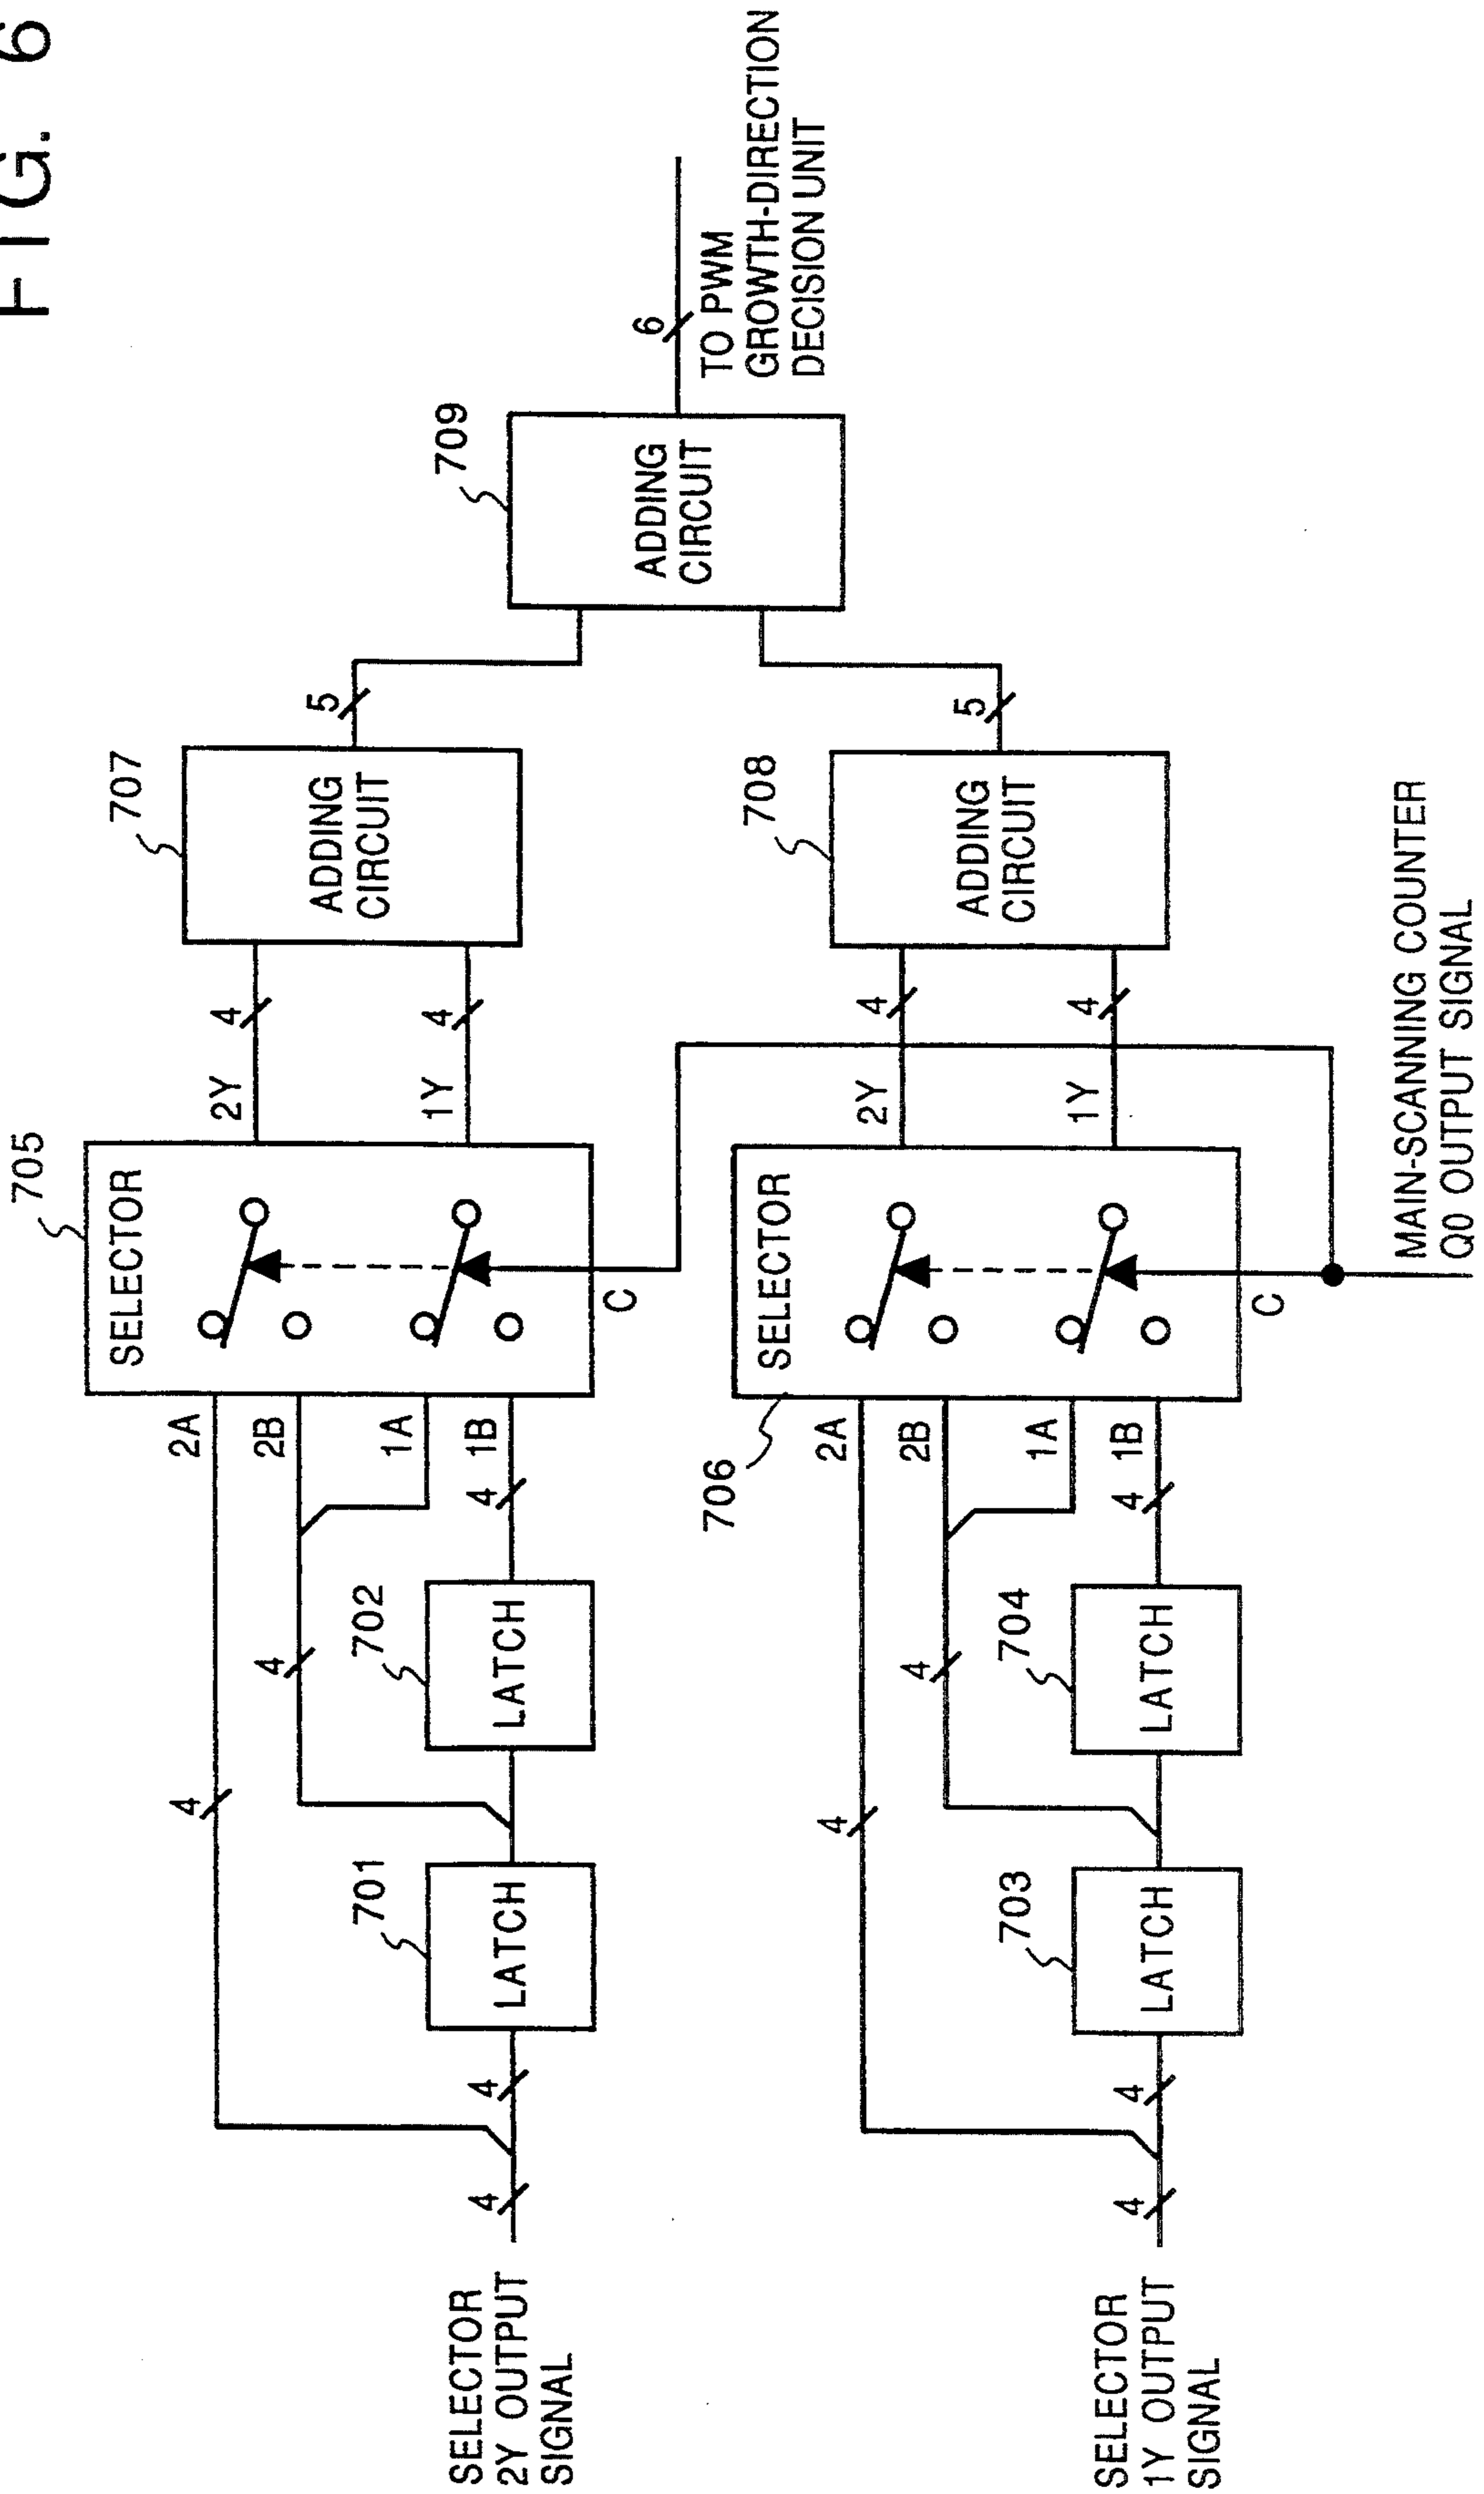 FIG. 6
705
SELECTOR
2A
2B
1A
1B
4
4
4
2Y
1Y
4
4
C
707
ADDING
CIRCUIT
5
709
ADDING
CIRCUIT
6
TO PWM
GROWTH-DIRECTION
DECISION UNIT
SELECTOR
2Y OUTPUT
SIGNAL
4
4
701
LATCH
702
LATCH
706
SELECTOR
2A
2B
1A
1B
4
4
4
2Y
1Y
4
4
C
708
ADDING
CIRCUIT
5
SELECTOR
1Y OUTPUT
SIGNAL
4
4
703
LATCH
704
LATCH
MAIN-SCANNING COUNTER
Q0 OUTPUT SIGNAL